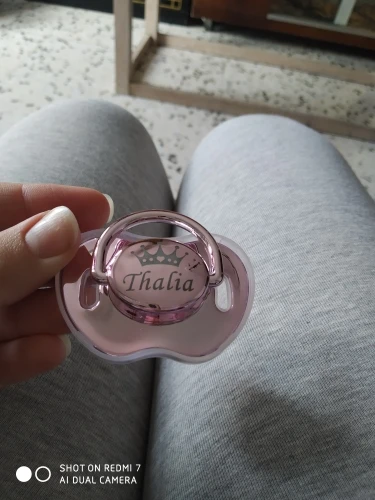 Thalia
SHOT ON REDMI 7
AI DUAL CAMERA